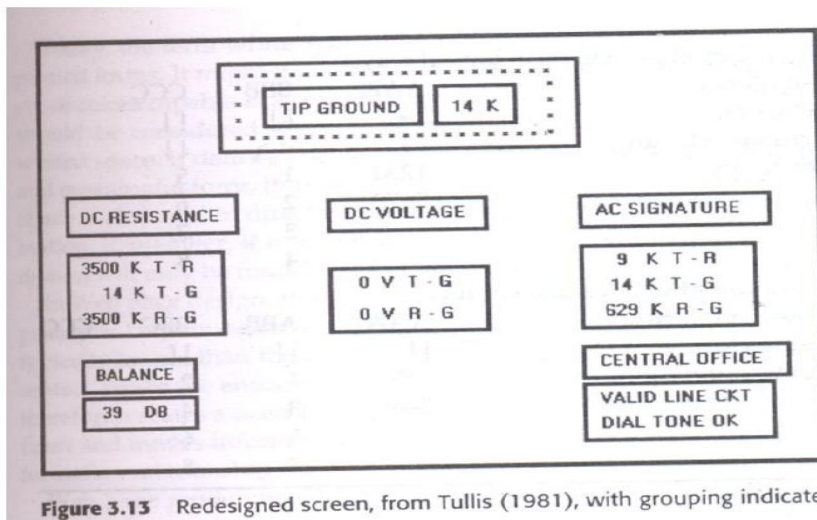 TIP GROUND 14 K
DC RESISTANCE DC VOLTAGE AC SIGNATURE
3500 K T-R
14 K T-G
3500 K R-G
0 V T-G
0 V R-G
9 K T-R
14 K T-G
629 K R-G
BALANCE
39 DB
CENTRAL OFFICE
VALID LINE CKT
DIAL TONE OK
Figure 3.13 Redesigned screen, from Tullis (1981), with grouping indicate